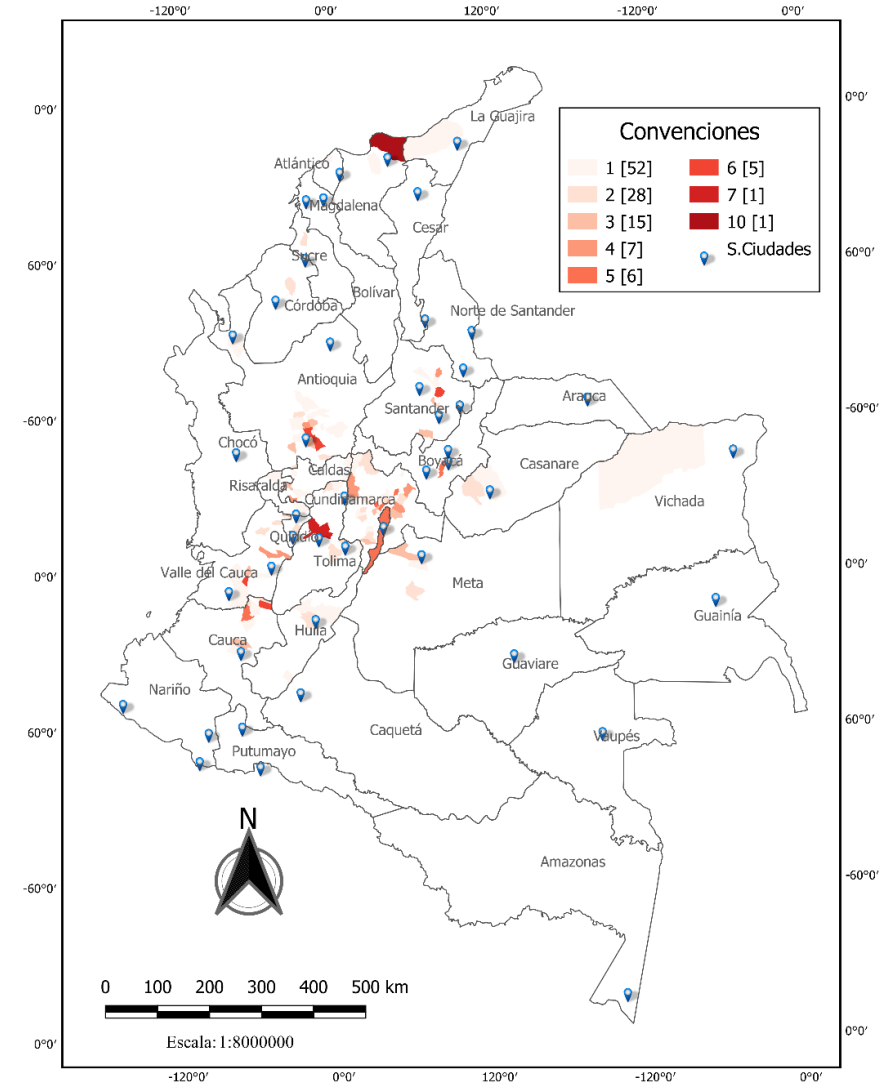 -120°0′ 0°0′ 120°0′ -120°0′ 0°0′
0°0′ 0°0′
La Guajira
Convenciones
1 [52] 6 [5]
2 [28] 7 [1]
3 [15] 10 [1]
4 [7] S.Ciudades
5 [6]
Atlántico
Magdalena
Cesar
60°0′ 60°0′
Sucre
Bolívar
Córdoba
Norte de Santander
Antioquia
Arauca
Santander
-60°0′ -60°0′
Chocó
Boyacá
Casanare
Caldas
Risaralda
Cundinamarca
Vichada
Quindío
Tolima
Valle del Cauca
0°0′ 0°0′
Meta
Guainía
Huila
Cauca
Guaviare
Nariño
Caquetá
Vaupés
60°0′ 60°0′
Putumayo
N
Amazonas
-60°0′ -60°0′
0 100 200 300 400 500 km
Escala: 1:8000000
0°0′ 0°0′
-120°0′ 0°0′ 120°0′ -120°0′ 0°0′